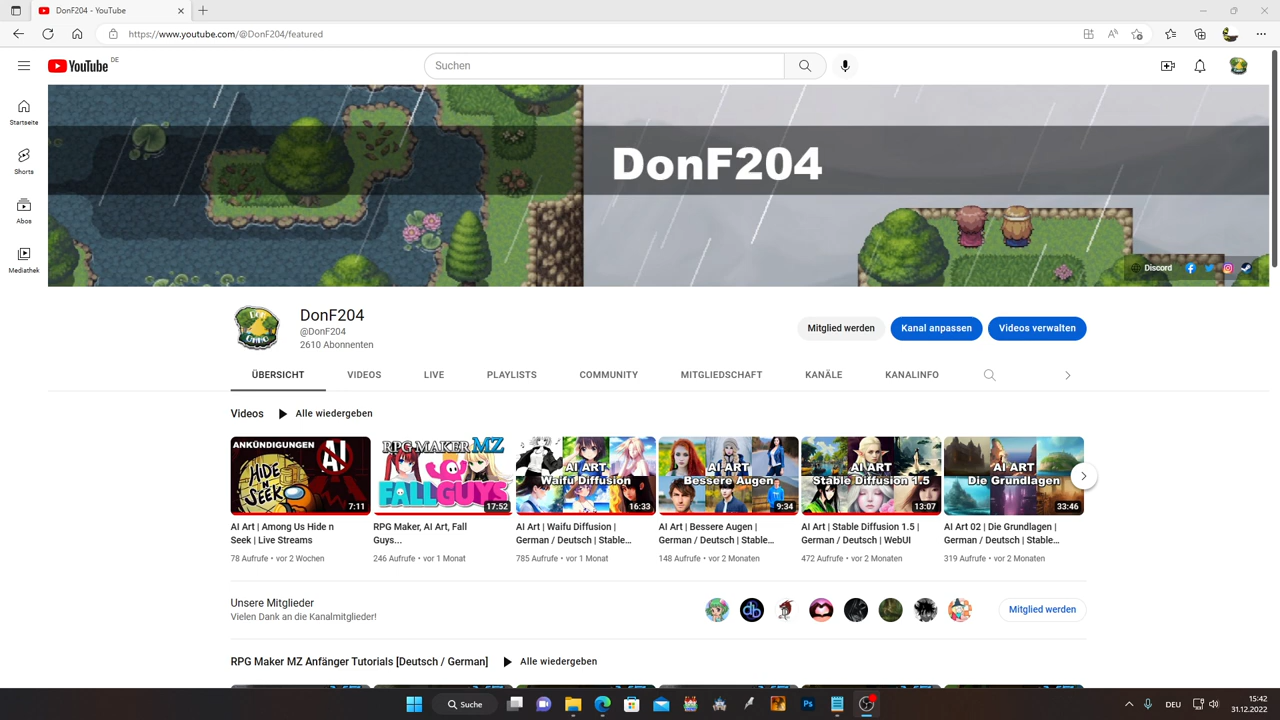 DonF204 - YouTube
https://www.youtube.com/@DonF204/featured
YouTube DE
Suchen
Startseite
Shorts
Abos
Mediathek
DonF204
Discord
DonF204
@DonF204
2610 Abonnenten
Mitglied werden
Kanal anpassen
Videos verwalten
ÜBERSICHT
VIDEOS
LIVE
PLAYLISTS
COMMUNITY
MITGLIEDSCHAFT
KANÄLE
KANALINFO
Videos
Alle wiedergeben
ANKÜNDIGUNGEN
AI
HIDE
N
SEEK
7:11
RPG MAKER MZ
FALL GUYS
17:52
AI ART
Waifu Diffusion
16:33
AI ART
Bessere Augen
9:34
AI ART
Stable Diffusion 1.5
13:07
AI ART
Die Grundlagen
33:46
AI Art | Among Us Hide n
Seek | Live Streams
78 Aufrufe • vor 2 Wochen
RPG Maker, AI Art, Fall
Guys...
246 Aufrufe • vor 1 Monat
AI Art | Waifu Diffusion |
German / Deutsch | Stable...
785 Aufrufe • vor 1 Monat
AI Art | Bessere Augen |
German / Deutsch | Stable...
148 Aufrufe • vor 2 Monaten
AI Art | Stable Diffusion 1.5 |
German / Deutsch | WebUI
472 Aufrufe • vor 2 Monaten
AI Art 02 | Die Grundlagen |
German / Deutsch | Stable...
319 Aufrufe • vor 2 Monaten
Unsere Mitglieder
Vielen Dank an die Kanalmitglieder!
Mitglied werden
RPG Maker MZ Anfänger Tutorials [Deutsch / German]
Alle wiedergeben
Suche
DEU
15:42
31.12.2022